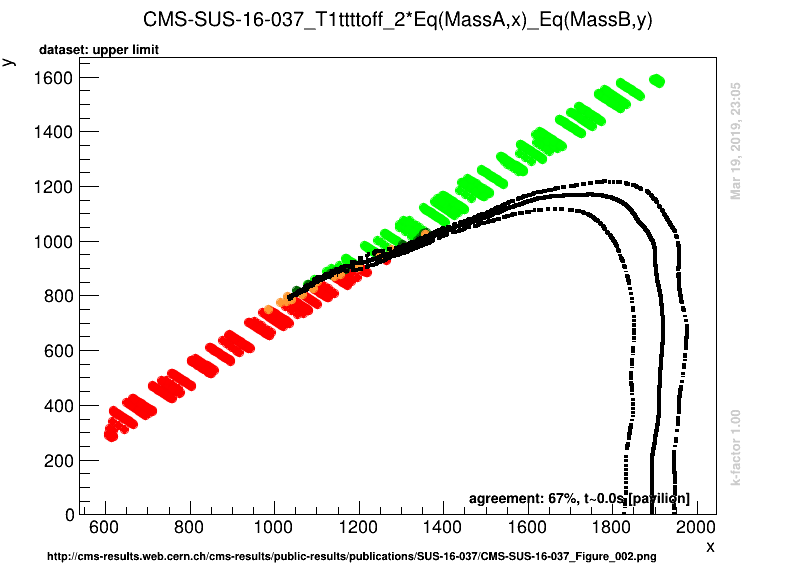 CMS-SUS-16-037_T1ttttoff_2*Eq(MassA,x)_Eq(MassB,y)
dataset: upper limit
y
1600
1400
1200
1000
800
600
400
200
0
Mar 19, 2019, 23:05
k-factor 1.00
agreement: 67%, t~0.0s [pavilion]
600 800 1000 1200 1400 1600 1800 2000
x
http://cms-results.web.cern.ch/cms-results/public-results/publications/SUS-16-037/CMS-SUS-16-037_Figure_002.png